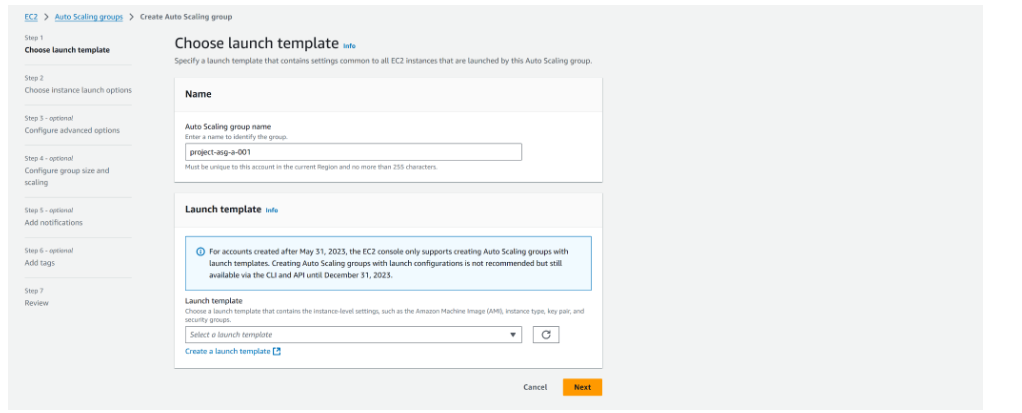 EC2 > Auto Scaling groups > Create Auto Scaling group
Step 1
Choose launch template
Step 2
Choose instance launch options
Step 3 - optional
Configure advanced options
Step 4 - optional
Configure group size and
scaling
Step 5 - optional
Add notifications
Step 6 - optional
Add tags
Step 7
Review
Choose launch template Info
Specify a launch template that contains settings common to all EC2 instances that are launched by this Auto Scaling group.
Name
Auto Scaling group name
Enter a name to identify the group.
project-asg-a-001
Must be unique to this account in the current Region and no more than 255 characters.
Launch template Info
For accounts created after May 31, 2023, the EC2 console only supports creating Auto Scaling groups with
launch templates. Creating Auto Scaling groups with launch configurations is not recommended but still
available via the CLI and API until December 31, 2023.
Launch template
Choose a launch template that contains the instance-level settings, such as the Amazon Machine Image (AMI), instance type, key pair, and
security groups.
Select a launch template
Create a launch template
Cancel
Next